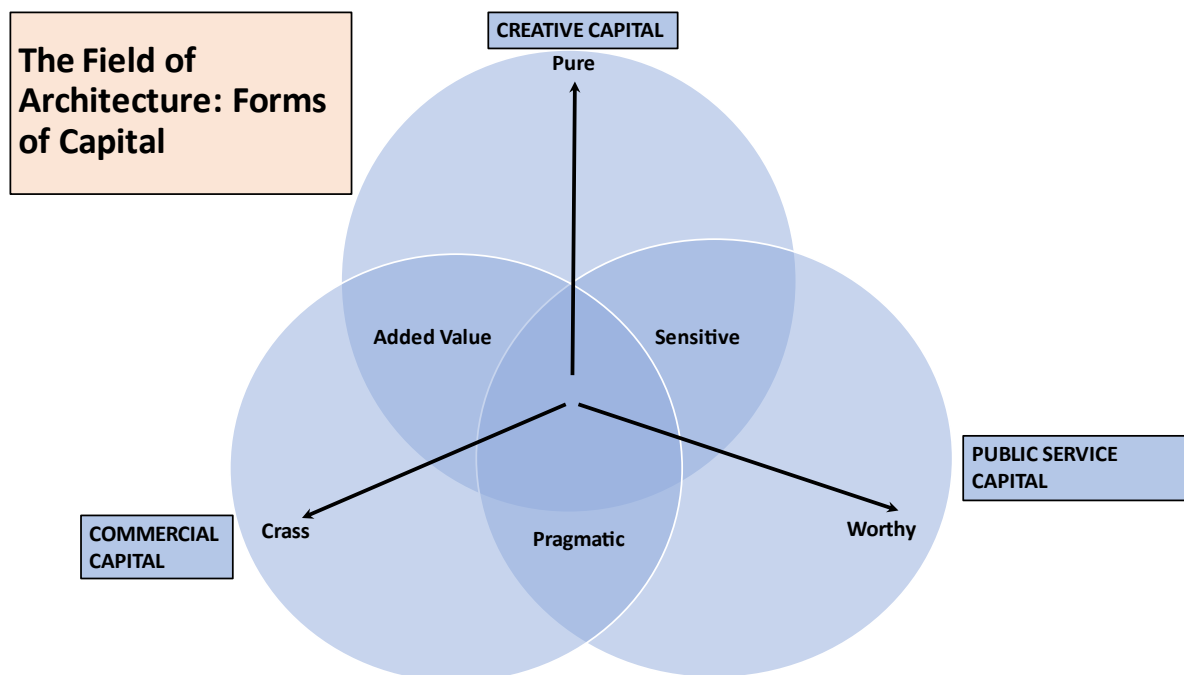 The Field of
Architecture: Forms
of Capital
CREATIVE CAPITAL
Pure
Added Value
Sensitive
PUBLIC SERVICE
CAPITAL
COMMERCIAL
CAPITAL
Crass
Pragmatic
Worthy